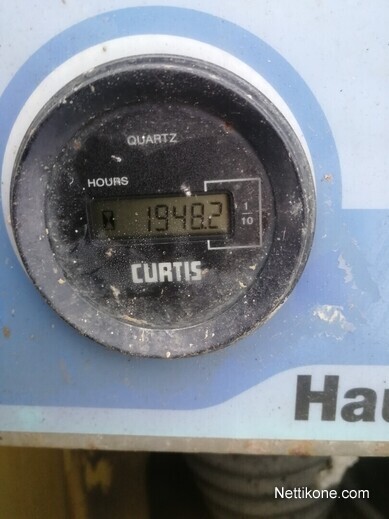 QUARTZ
HOURS
1948.2
1
10
CURTIS
Hau
Nettikone.com